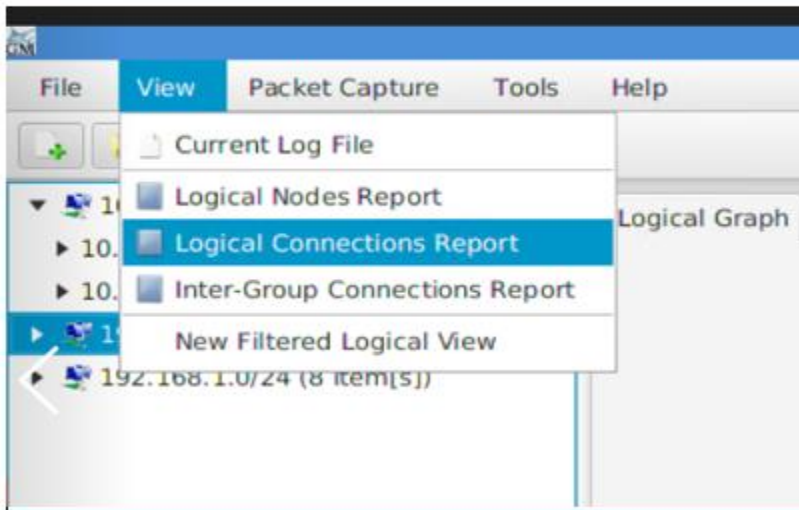 GM
File View Packet Capture Tools Help
Current Log File
Logical Nodes Report
Logical Graph
Logical Connections Report
10.
Inter-Group Connections Report
10.
New Filtered Logical View
192.168.1.0/24 (8 item[s])